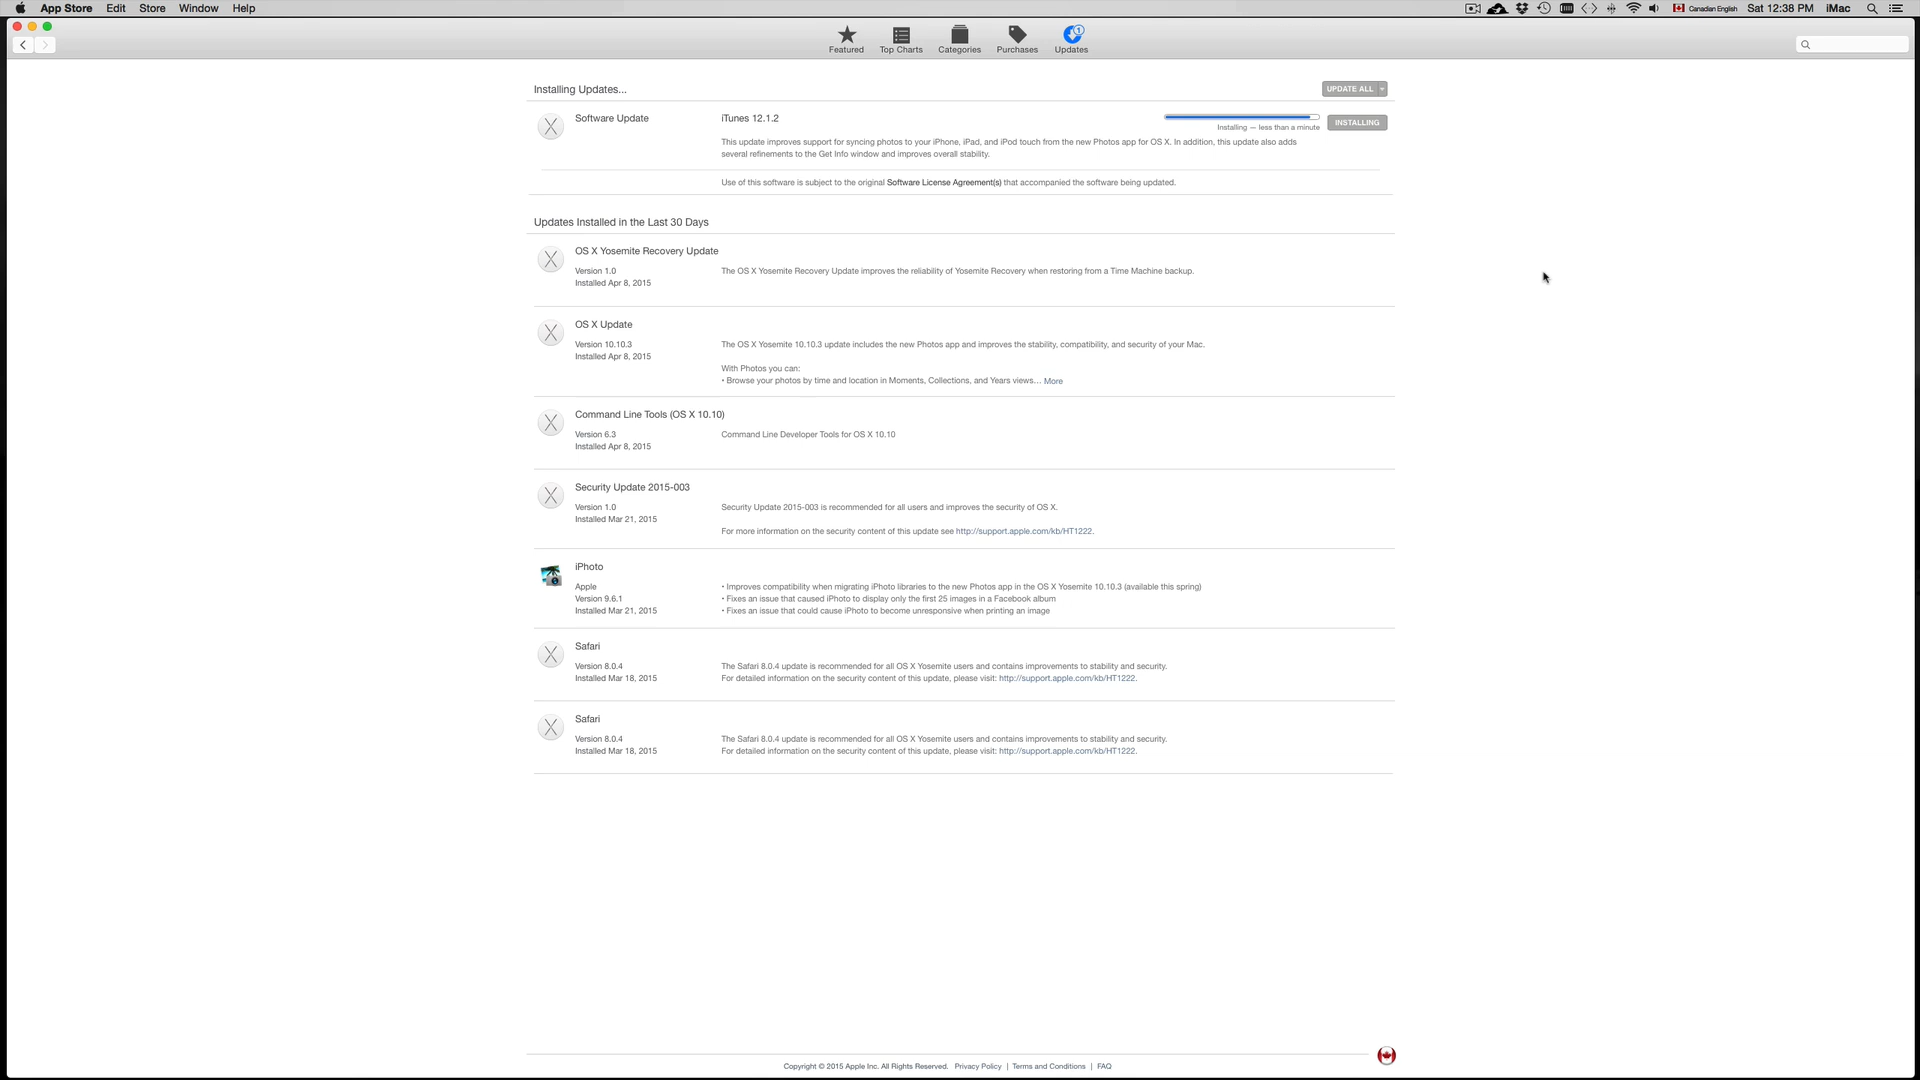 App Store Edit Store Window Help Canadian English Sat 12:38 PM iMac
Featured Top Charts Categories Purchases Updates 1
Installing Updates... UPDATE ALL
Software Update iTunes 12.1.2
Installing — less than a minute INSTALLING
This update improves support for syncing photos to your iPhone, iPad, and iPod touch from the new Photos app for OS X. In addition, this update also adds
several refinements to the Get Info window and improves overall stability.
Use of this software is subject to the original Software License Agreement(s) that accompanied the software being updated.
Updates Installed in the Last 30 Days
OS X Yosemite Recovery Update
Version 1.0 The OS X Yosemite Recovery Update improves the reliability of Yosemite Recovery when restoring from a Time Machine backup.
Installed Apr 8, 2015
OS X Update
Version 10.10.3 The OS X Yosemite 10.10.3 update includes the new Photos app and improves the stability, compatibility, and security of your Mac.
Installed Apr 8, 2015
With Photos you can:
• Browse your photos by time and location in Moments, Collections, and Years views... More
Command Line Tools (OS X 10.10)
Version 6.3 Command Line Developer Tools for OS X 10.10
Installed Apr 8, 2015
Security Update 2015-003
Version 1.0 Security Update 2015-003 is recommended for all users and improves the security of OS X.
Installed Mar 21, 2015
For more information on the security content of this update see http://support.apple.com/kb/HT1222.
iPhoto
Apple • Improves compatibility when migrating iPhoto libraries to the new Photos app in the OS X Yosemite 10.10.3 (available this spring)
Version 9.6.1 • Fixes an issue that caused iPhoto to display only the first 25 images in a Facebook album
Installed Mar 21, 2015 • Fixes an issue that could cause iPhoto to become unresponsive when printing an image
Safari
Version 8.0.4 The Safari 8.0.4 update is recommended for all OS X Yosemite users and contains improvements to stability and security.
Installed Mar 18, 2015 For detailed information on the security content of this update, please visit: http://support.apple.com/kb/HT1222.
Safari
Version 8.0.4 The Safari 8.0.4 update is recommended for all OS X Yosemite users and contains improvements to stability and security.
Installed Mar 18, 2015 For detailed information on the security content of this update, please visit: http://support.apple.com/kb/HT1222.
Copyright © 2015 Apple Inc. All Rights Reserved. Privacy Policy | Terms and Conditions | FAQ